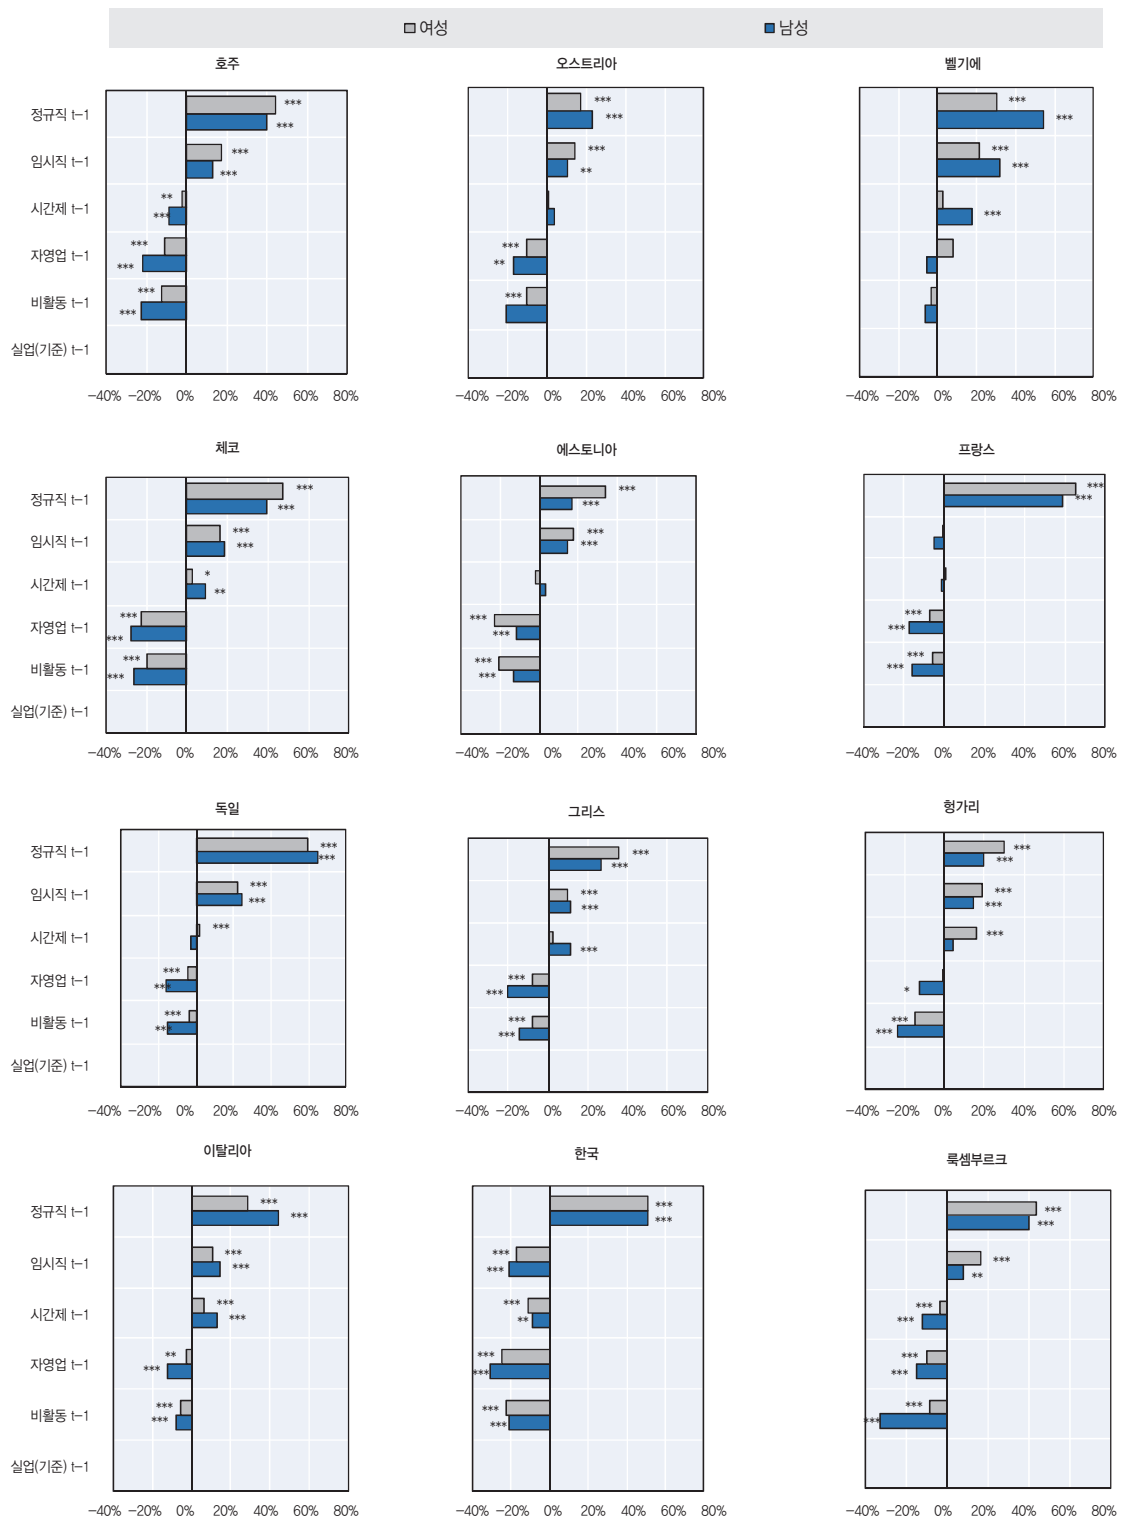 여성 남성
호주 오스트리아 벨기에
정규직 t-1 *** *** *** *** *** ***
임시직 t-1 *** *** *** ** *** ***
시간제 t-1 ** *** ***
자영업 t-1 *** *** *** **
비활동 t-1 *** *** ***
실업(기준) t-1
-40% -20% 0% 20% 40% 60% 80% -40% -20% 0% 20% 40% 60% 80% -40% -20% 0% 20% 40% 60% 80%
체코 에스토니아 프랑스
정규직 t-1 *** *** *** *** *** ***
임시직 t-1 *** *** *** ***
시간제 t-1 * **
자영업 t-1 *** *** *** *** *** ***
비활동 t-1 *** *** *** *** *** ***
실업(기준) t-1
-40% -20% 0% 20% 40% 60% 80% -40% -20% 0% 20% 40% 60% 80% -40% -20% 0% 20% 40% 60% 80%
독일 그리스 헝가리
정규직 t-1 *** *** *** *** *** ***
임시직 t-1 *** *** *** *** *** ***
시간제 t-1 *** *** ***
자영업 t-1 *** *** *** *** *
비활동 t-1 *** *** *** *** *** ***
실업(기준) t-1
-40% -20% 0% 20% 40% 60% 80% -40% -20% 0% 20% 40% 60% 80% -40% -20% 0% 20% 40% 60% 80%
이탈리아 한국 룩셈부르크
정규직 t-1 *** *** *** *** *** ***
임시직 t-1 *** *** *** *** *** **
시간제 t-1 *** *** *** ** *** ***
자영업 t-1 ** *** *** *** *** ***
비활동 t-1 *** *** *** *** *** ***
실업(기준) t-1
-40% -20% 0% 20% 40% 60% 80% -40% -20% 0% 20% 40% 60% 80% -40% -20% 0% 20% 40% 60% 80%